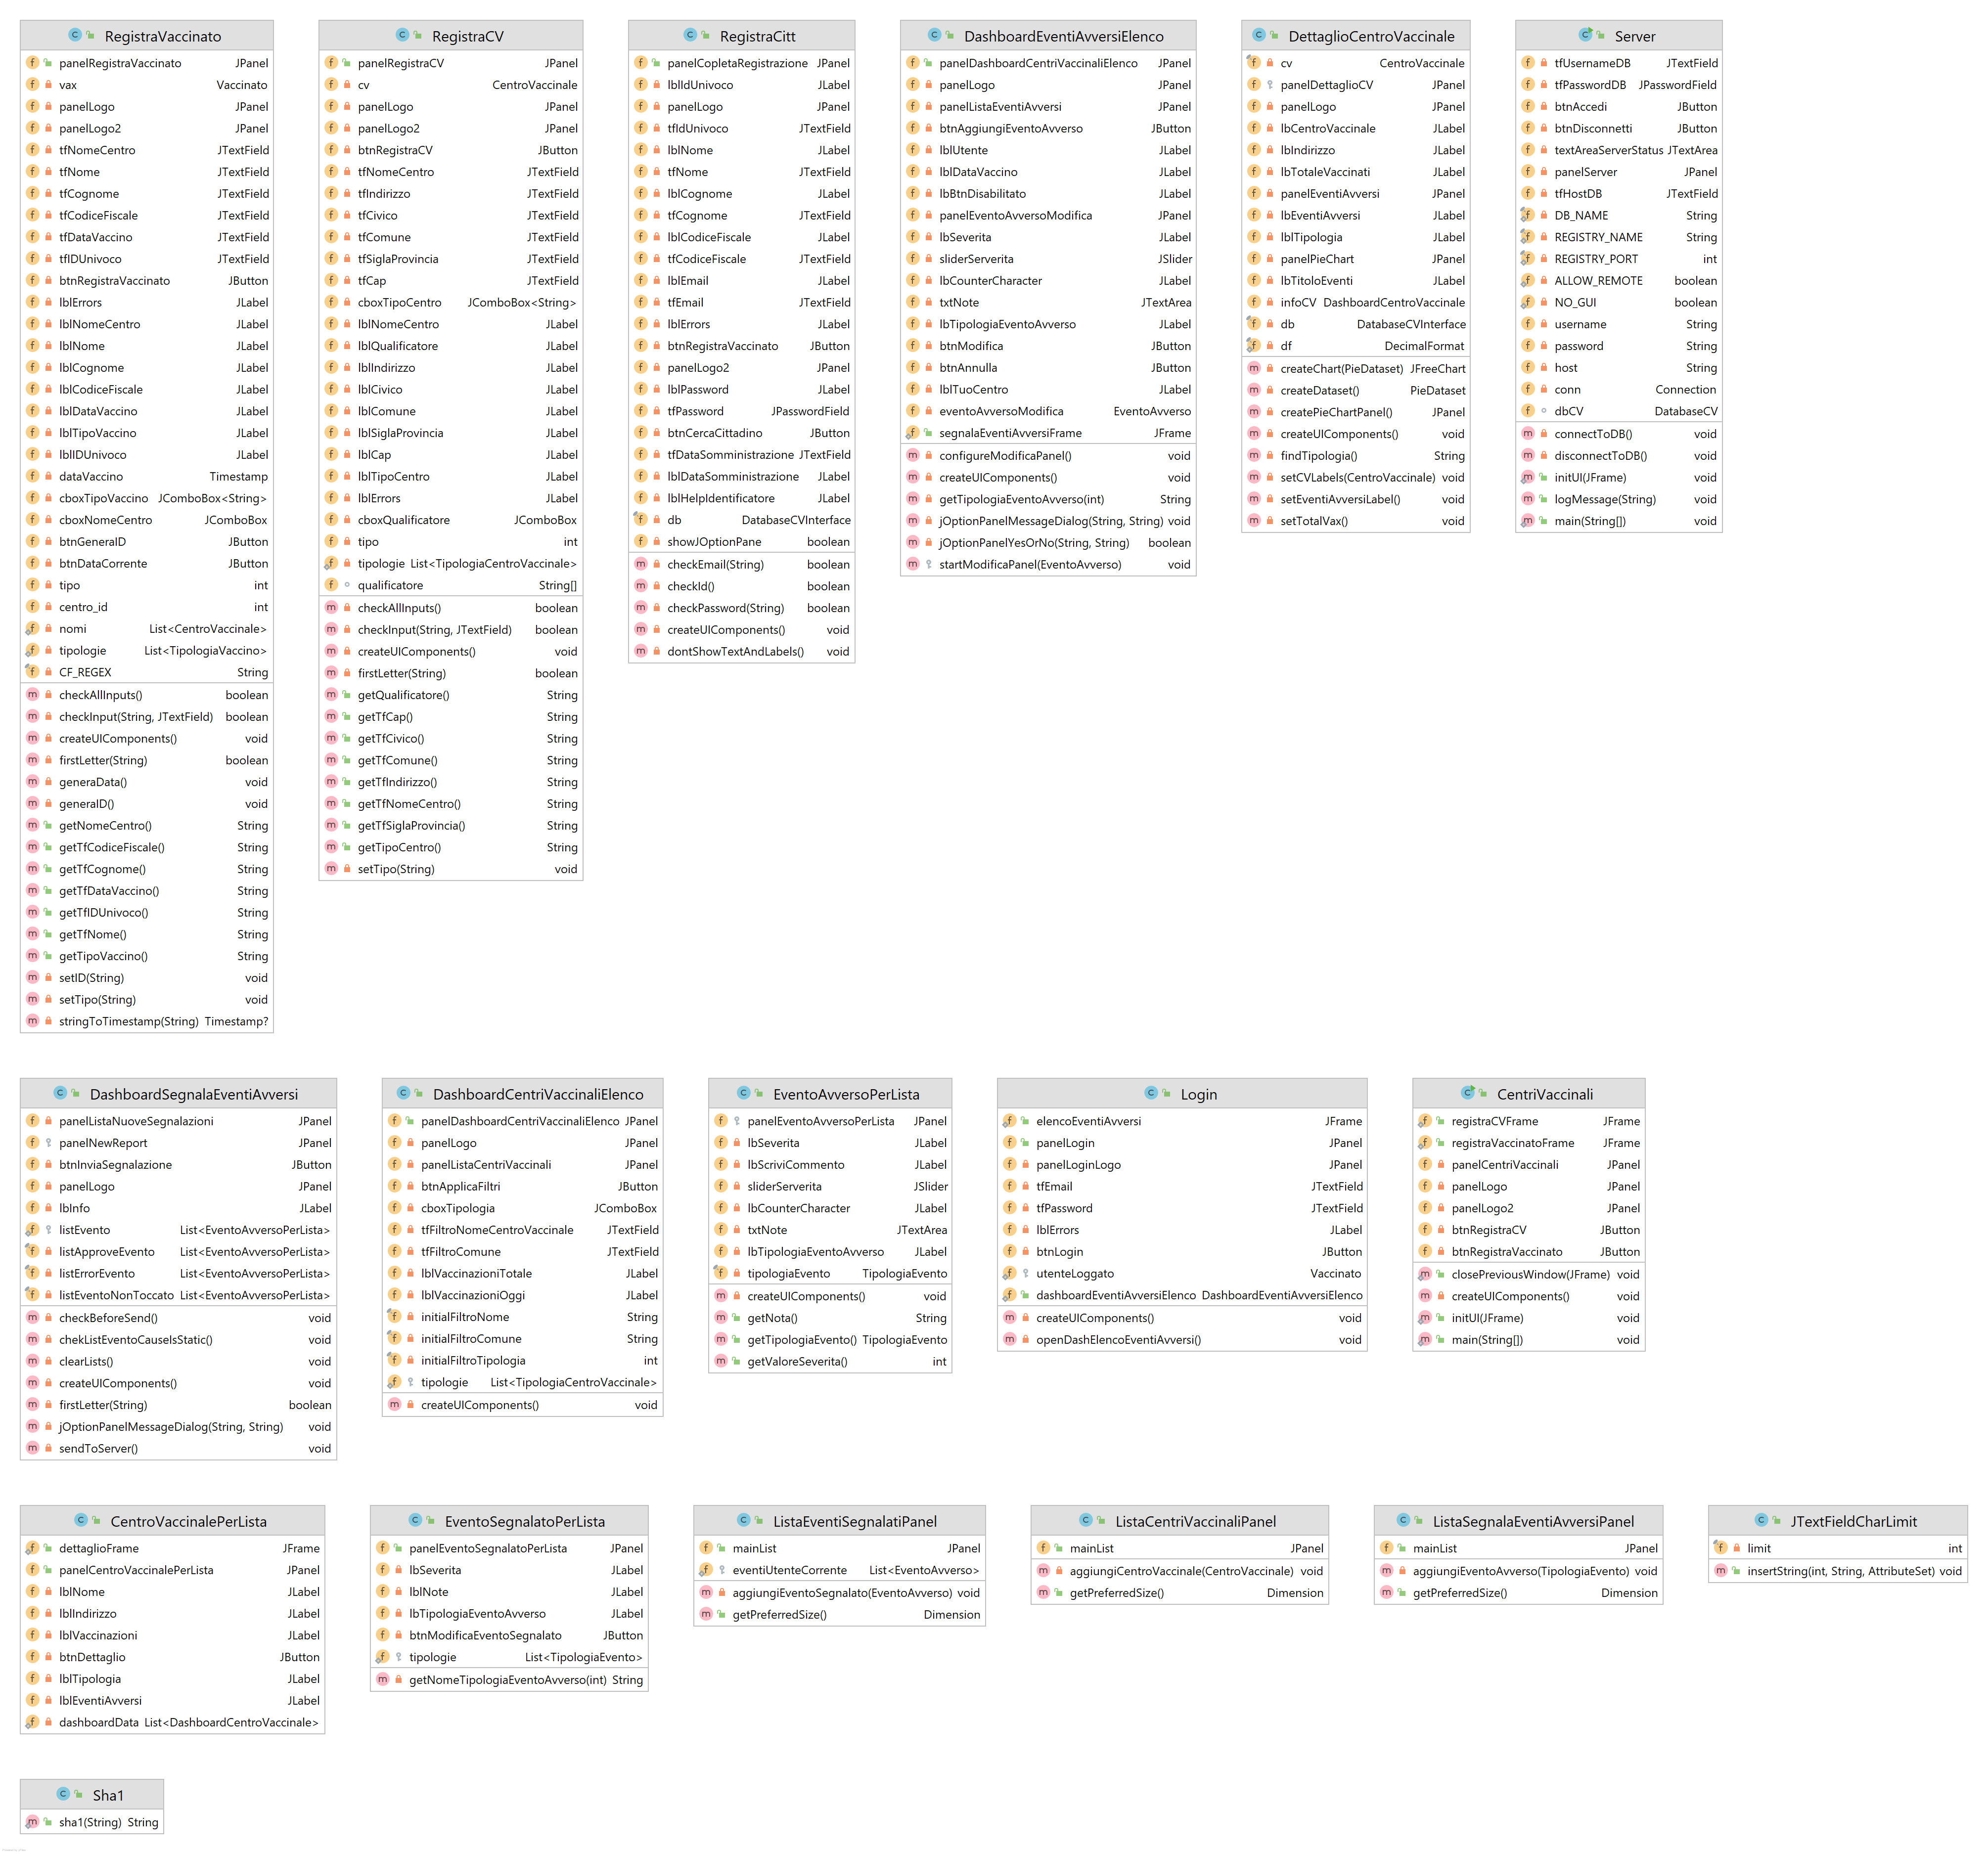 RegistraVaccinato
panelRegistraVaccinato JPanel
vax Vaccinato
panelLogo JPanel
panelLogo2 JPanel
tfNomeCentro JTextField
tfNome JTextField
tfCognome JTextField
tfCodiceFiscale JTextField
tfDataVaccino JTextField
tfIDUnivoco JTextField
btnRegistraVaccinato JButton
lblErrors JLabel
lblNomeCentro JLabel
lblNome JLabel
lblCognome JLabel
lblCodiceFiscale JLabel
lblDataVaccino JLabel
lblTipoVaccino JLabel
lblIDUnivoco JLabel
dataVaccino Timestamp
cboxTipoVaccino JComboBox<String>
cboxNomeCentro JComboBox
btnGeneraID JButton
btnDataCorrente JButton
tipo int
centro_id int
nomi List<CentroVaccinale>
tipologie List<TipologiaVaccino>
CF_REGEX String
checkAllInputs() boolean
checkInput(String, JTextField) boolean
createUIComponents() void
firstLetter(String) boolean
generaData() void
generaID() void
getNomeCentro() String
getTfCodiceFiscale() String
getTfCognome() String
getTfDataVaccino() String
getTfIDUnivoco() String
getTfNome() String
getTipoVaccino() String
setID(String) void
setTipo(String) void
stringToTimestamp(String) Timestamp?
RegistraCV
panelRegistraCV JPanel
cv CentroVaccinale
panelLogo JPanel
panelLogo2 JPanel
btnRegistraCV JButton
tfNomeCentro JTextField
tfIndirizzo JTextField
tfCivico JTextField
tfComune JTextField
tfSiglaProvincia JTextField
tfCap JTextField
cboxTipoCentro JComboBox<String>
lblNomeCentro JLabel
lblQualificatore JLabel
lblIndirizzo JLabel
lblCivico JLabel
lblComune JLabel
lblSiglaProvincia JLabel
lblCap JLabel
lblTipoCentro JLabel
lblErrors JLabel
cboxQualificatore JComboBox
tipo int
tipologie List<TipologiaCentroVaccinale>
qualificatore String[]
checkAllInputs() boolean
checkInput(String, JTextField) boolean
createUIComponents() void
firstLetter(String) boolean
getQualificatore() String
getTfCap() String
getTfCivico() String
getTfComune() String
getTfIndirizzo() String
getTfNomeCentro() String
getTfSiglaProvincia() String
getTipoCentro() String
setTipo(String) void
RegistraCitt
panelCopletaRegistrazione JPanel
lblIdUnivoco JLabel
panelLogo JPanel
tfIdUnivoco JTextField
lblNome JLabel
tfNome JTextField
lblCognome JLabel
tfCognome JTextField
lblCodiceFiscale JLabel
tfCodiceFiscale JTextField
lblEmail JLabel
tfEmail JTextField
lblErrors JLabel
btnRegistraVaccinato JButton
panelLogo2 JPanel
lblPassword JLabel
tfPassword JPasswordField
btnCercaCittadino JButton
tfDataSomministrazione JTextField
lblDataSomministrazione JLabel
lblHelpIdentificatore JLabel
db DatabaseCVInterface
showJOptionPane boolean
checkEmail(String) boolean
checkId() boolean
checkPassword(String) boolean
createUIComponents() void
dontShowTextAndLabels() void
DashboardEventiAvversiElenco
panelDashboardCentriVaccinaliElenco JPanel
panelLogo JPanel
panelListaEventiAvversi JPanel
btnAggiungiEventoAvverso JButton
lblUtente JLabel
lblDataVaccino JLabel
lbBtnDisabilitato JLabel
panelEventoAvversoModifica JPanel
lbSeverita JLabel
sliderServerita JSlider
lbCounterCharacter JLabel
txtNote JTextArea
lbTipologiaEventoAvverso JLabel
btnModifica JButton
btnAnnulla JButton
lblTuoCentro JLabel
eventoAvversoModifica EventoAvverso
segnalaEventiAvversiFrame JFrame
configureModificaPanel() void
createUIComponents() void
getTipologiaEventoAvverso(int) String
jOptionPanelMessageDialog(String, String) void
jOptionPanelYesOrNo(String, String) boolean
startModificaPanel(EventoAvverso) void
DettaglioCentroVaccinale
cv CentroVaccinale
panelDettaglioCV JPanel
panelLogo JPanel
lbCentroVaccinale JLabel
lblIndirizzo JLabel
lbTotaleVaccinati JLabel
panelEventiAvversi JPanel
lbEventiAvversi JLabel
lblTipologia JLabel
panelPieChart JPanel
lbTitoloEventi JLabel
infoCV DashboardCentroVaccinale
db DatabaseCVInterface
df DecimalFormat
createChart(PieDataset) JFreeChart
createDataset() PieDataset
createPieChartPanel() JPanel
createUIComponents() void
findTipologia() String
setCVLabels(CentroVaccinale) void
setEventiAvversiLabel() void
setTotalVax() void
Server
tfUsernameDB JTextField
tfPasswordDB JPasswordField
btnAccedi JButton
btnDisconnetti JButton
textAreaServerStatus JTextArea
panelServer JPanel
tfHostDB JTextField
DB_NAME String
REGISTRY_NAME String
REGISTRY_PORT int
ALLOW_REMOTE boolean
NO_GUI boolean
username String
password String
host String
conn Connection
dbCV DatabaseCV
connectToDB() void
disconnectToDB() void
initUI(JFrame) void
logMessage(String) void
main(String[]) void
DashboardSegnalaEventiAvversi
panelListaNuoveSegnalazioni JPanel
panelNewReport JPanel
btnInviaSegnalazione JButton
panelLogo JPanel
lbInfo JLabel
listEvento List<EventoAvversoPerLista>
listApproveEvento List<EventoAvversoPerLista>
listErrorEvento List<EventoAvversoPerLista>
listEventoNonToccato List<EventoAvversoPerLista>
checkBeforeSend() void
chekListEventoCauseIsStatic() void
clearLists() void
createUIComponents() void
firstLetter(String) boolean
jOptionPanelMessageDialog(String, String) void
sendToServer() void
DashboardCentriVaccinaliElenco
panelDashboardCentriVaccinaliElenco JPanel
panelLogo JPanel
panelListaCentriVaccinali JPanel
btnApplicaFiltri JButton
cboxTipologia JComboBox
tfFiltroNomeCentroVaccinale JTextField
tfFiltroComune JTextField
lblVaccinazioniTotale JLabel
lblVaccinazioniOggi JLabel
initialFiltroNome String
initialFiltroComune String
initialFiltroTipologia int
tipologie List<TipologiaCentroVaccinale>
createUIComponents() void
EventoAvversoPerLista
panelEventoAvversoPerLista JPanel
lbSeverita JLabel
lbScriviCommento JLabel
sliderServerita JSlider
lbCounterCharacter JLabel
txtNote JTextArea
lbTipologiaEventoAvverso JLabel
tipologiaEvento TipologiaEvento
createUIComponents() void
getNota() String
getTipologiaEvento() TipologiaEvento
getValoreSeverita() int
Login
elencoEventiAvversi JFrame
panelLogin JPanel
panelLoginLogo JPanel
tfEmail JTextField
tfPassword JTextField
lblErrors JLabel
btnLogin JButton
utenteLoggato Vaccinato
dashboardEventiAvversiElenco DashboardEventiAvversiElenco
createUIComponents() void
openDashElencoEventiAvversi() void
CentriVaccinali
registraCVFrame JFrame
registraVaccinatoFrame JFrame
panelCentriVaccinali JPanel
panelLogo JPanel
panelLogo2 JPanel
btnRegistraCV JButton
btnRegistraVaccinato JButton
closePreviousWindow(JFrame) void
createUIComponents() void
initUI(JFrame) void
main(String[]) void
CentroVaccinalePerLista
dettaglioFrame JFrame
panelCentroVaccinalePerLista JPanel
lblNome JLabel
lblIndirizzo JLabel
lblVaccinazioni JLabel
btnDettaglio JButton
lblTipologia JLabel
lblEventiAvversi JLabel
dashboardData List<DashboardCentroVaccinale>
EventoSegnalatoPerLista
panelEventoSegnalatoPerLista JPanel
lbSeverita JLabel
lblNote JLabel
lbTipologiaEventoAvverso JLabel
btnModificaEventoSegnalato JButton
tipologie List<TipologiaEvento>
getNomeTipologiaEventoAvverso(int) String
ListaEventiSegnalatiPanel
mainList JPanel
eventiUtenteCorrente List<EventoAvverso>
aggiungiEventoSegnalato(EventoAvverso) void
getPreferredSize() Dimension
ListaCentriVaccinaliPanel
mainList JPanel
aggiungiCentroVaccinale(CentroVaccinale) void
getPreferredSize() Dimension
ListaSegnalaEventiAvversiPanel
mainList JPanel
aggiungiEventoAvverso(TipologiaEvento) void
getPreferredSize() Dimension
JTextFieldCharLimit
limit int
insertString(int, String, AttributeSet) void
Sha1
sha1(String) String